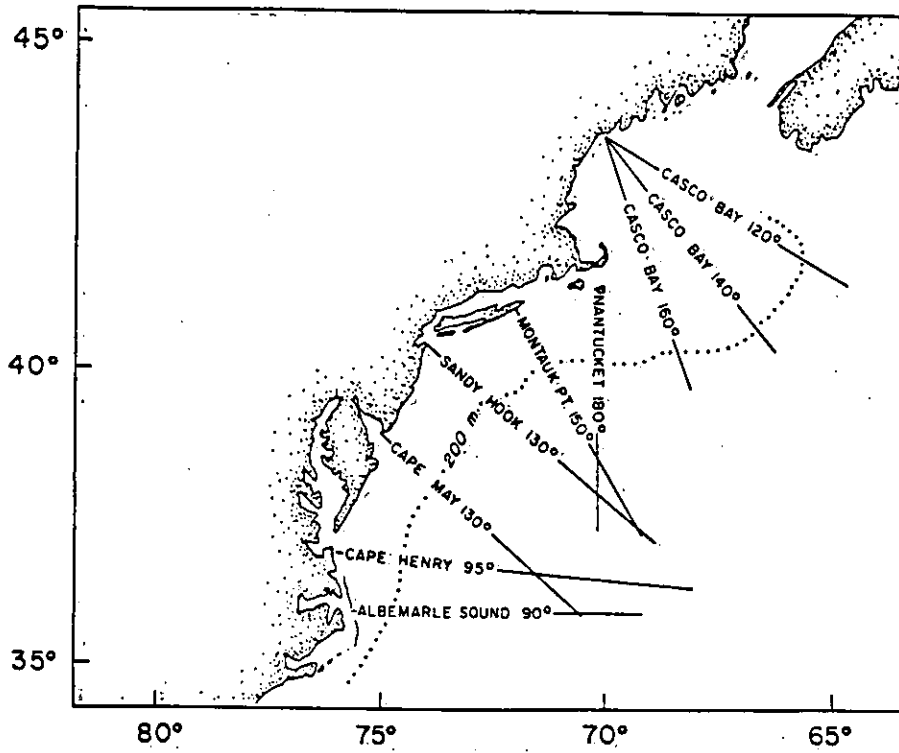 45°
CASCO BAY 120°
CASCO BAY 140°
CASCO BAY 160°
NANTUCKET 180°
MONTAUK PT 150°
40°
SANDY HOOK 130°
200 m
CAPE MAY 130°
CAPE HENRY 95°
ALBEMARLE SOUND 90°
35°
80°
75°
70°
65°